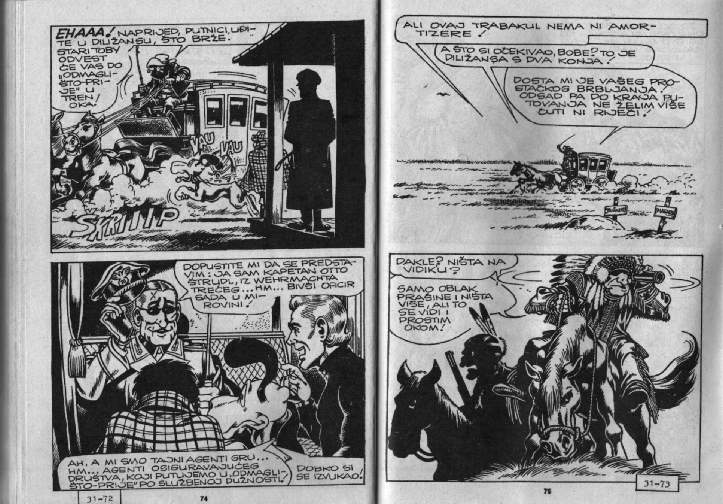 EHAAA! NAPRIJED, PUTNICI, UĐI-
TE U DILIŽANSU, ŠTO BRŽE!
STARI TOBY
ODVEST
ĆE VAS DO
"ODMAGLI-
ŠTO-PRI-
JE" U
TREN
OKA!
VAU
VAU
SKRIIIP
DOPUSTITE MI DA SE PREDSTA-
VIM: JA SAM KAPETAN OTTO
ŠTRUDL, IZ WEHRMACHTA
TREĆEG... HM... BIVŠI OFICIR
SADA U MI-
ROVINI!
AH, A MI SMO TAJNI AGENTI GRU...
HM... AGENTI OSIGURAVAJUĆEG
DRUŠTVA, KOJI PUTUJEMO U "ODMAGLI-
ŠTO-PRIJE" PO SLUŽBENOJ DUŽNOSTI.
DOBRO SI
SE IZVUKAO!
31-72
74
ALI OVAJ TRABAKUL NEMA NI AMOR-
TIZERE!
A ŠTO SI OČEKIVAO, BOBE? TO JE
DILIŽANSA S DVA KONJA!
DOSTA MI JE VAŠEG PRO-
STAČKOG BRBLJANJA!
ODSAD PA DO KRAJA PU-
TOVANJA NE ŽELIM VIŠE
ČUTI NI RIJEČI!
DAKLE? NIŠTA NA
VIDIKU?
SAMO OBLAK
PRAŠINE I NIŠTA
VIŠE, ALI TO
SE VIDI I
PROSTIM
OKOM!
31-73
75